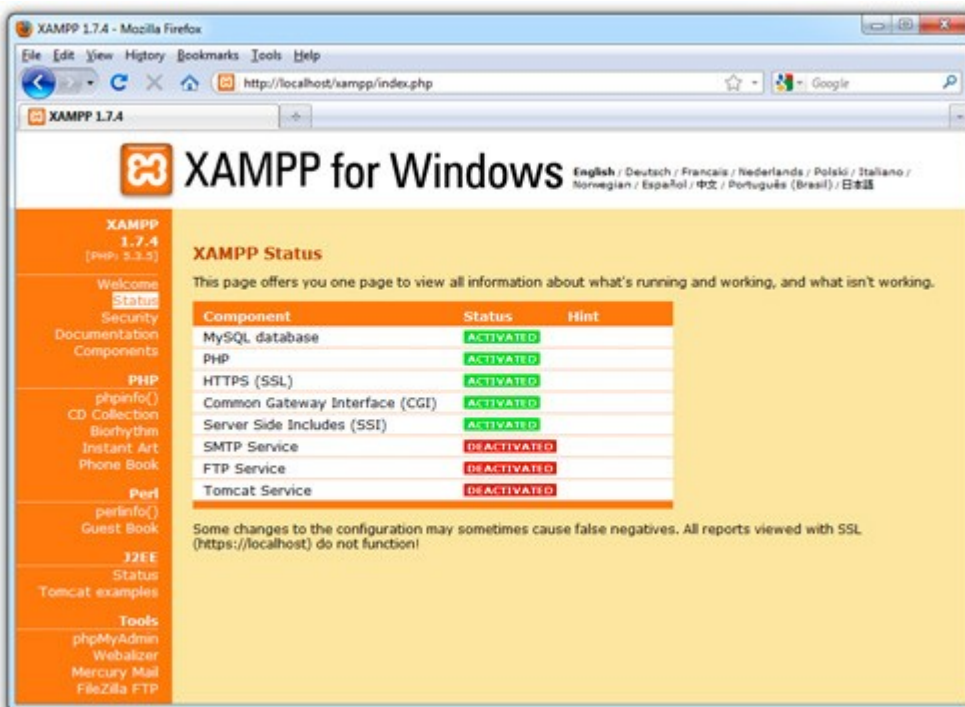 XAMPP 1.7.4 - Mozilla Firefox
File Edit View History Bookmarks Tools Help
http://localhost/xampp/index.php
Google
XAMPP 1.7.4
XAMPP for Windows
English / Deutsch / Francais / Nederlands / Polski / Italiano /
Norwegian / Español / 中文 / Português (Brasil) / 日本語
XAMPP
1.7.4
[PHP: 5.3.5]
Welcome
Status
Security
Documentation
Components
PHP
phpinfo()
CD Collection
Biorhythm
Instant Art
Phone Book
Perl
perlinfo()
Guest Book
J2EE
Status
Tomcat examples
Tools
phpMyAdmin
Webalizer
Mercury Mail
FileZilla FTP
XAMPP Status
This page offers you one page to view all information about what's running and working, and what isn't working.
Component Status Hint
MySQL database ACTIVATED
PHP ACTIVATED
HTTPS (SSL) ACTIVATED
Common Gateway Interface (CGI) ACTIVATED
Server Side Includes (SSI) ACTIVATED
SMTP Service DEACTIVATED
FTP Service DEACTIVATED
Tomcat Service DEACTIVATED
Some changes to the configuration may sometimes cause false negatives. All reports viewed with SSL
(https://localhost) do not function!